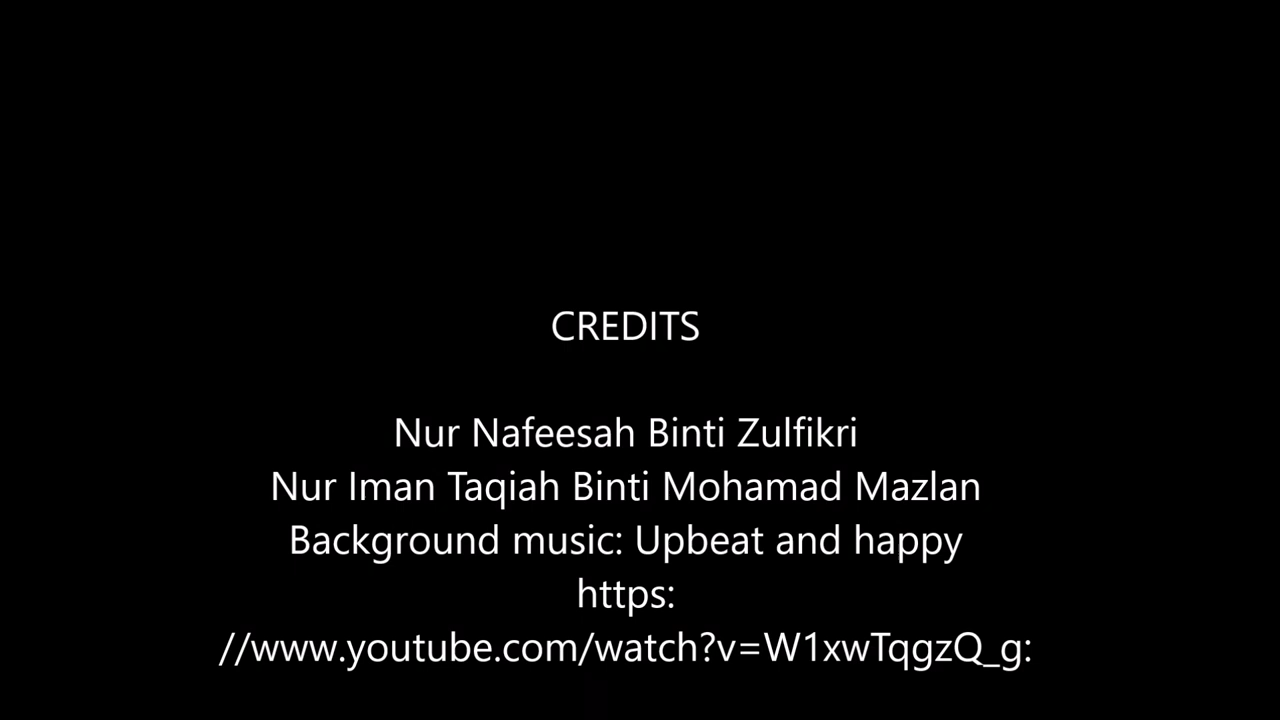 CREDITS
Nur Nafeesah Binti Zulfikri
Nur Iman Taqiah Binti Mohamad Mazlan
Background music: Upbeat and happy
https:
//www.youtube.com/watch?v=W1xwTqgzQ_g: